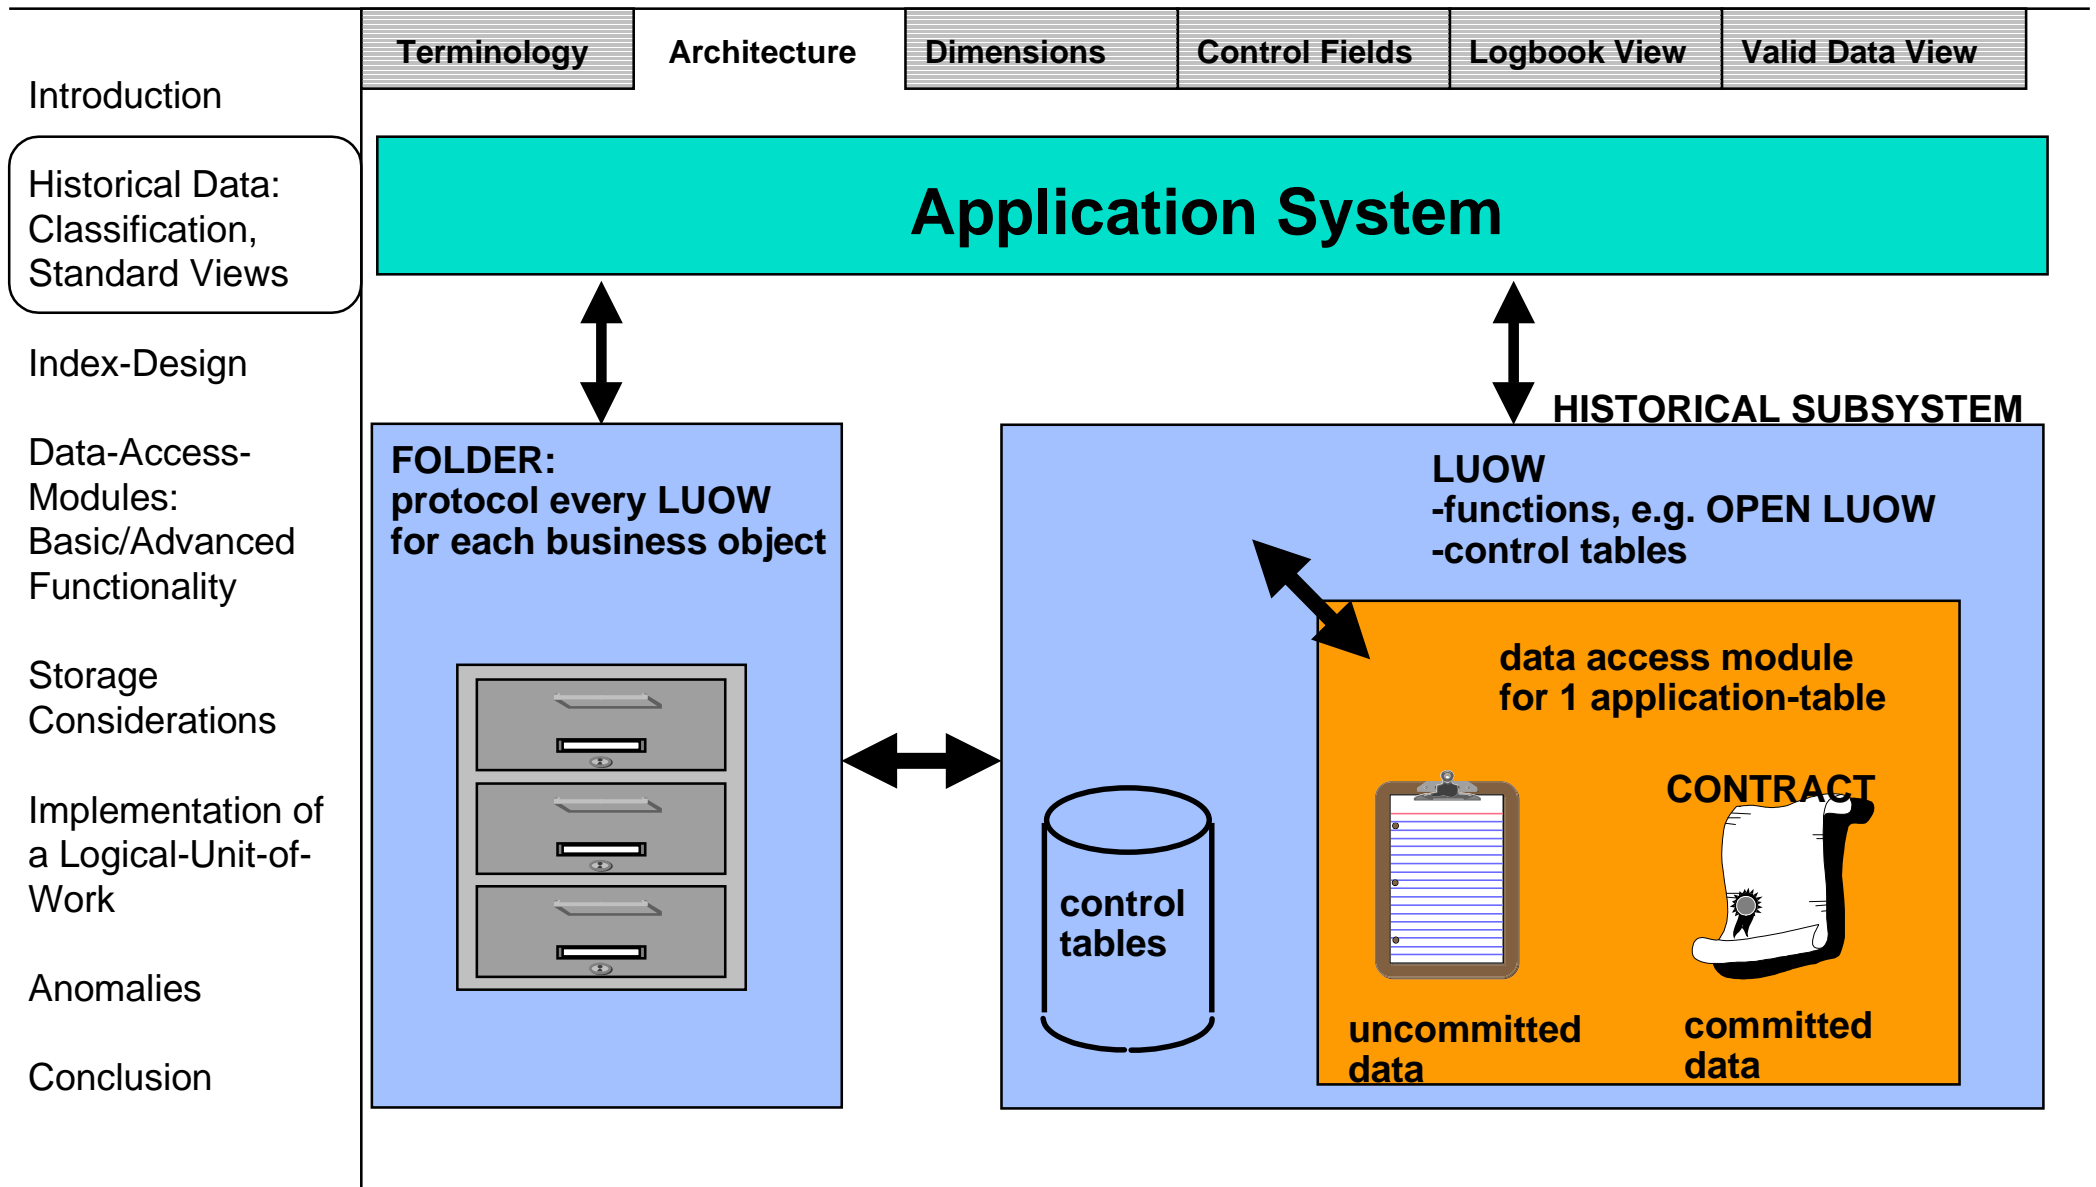 Terminology
Architecture
Dimensions
Control Fields
Logbook View
Valid Data View
Introduction
Historical Data:
Classification,
Standard Views
Index-Design
Data-Access-
Modules:
Basic/Advanced
Functionality
Storage
Considerations
Implementation of
a Logical-Unit-of-
Work
Anomalies
Conclusion
Application System
FOLDER:
protocol every LUOW
for each business object
HISTORICAL SUBSYSTEM
LUOW
-functions, e.g. OPEN LUOW
-control tables
data access module
for 1 application-table
CONTRACT
control
tables
uncommitted
data
committed
data